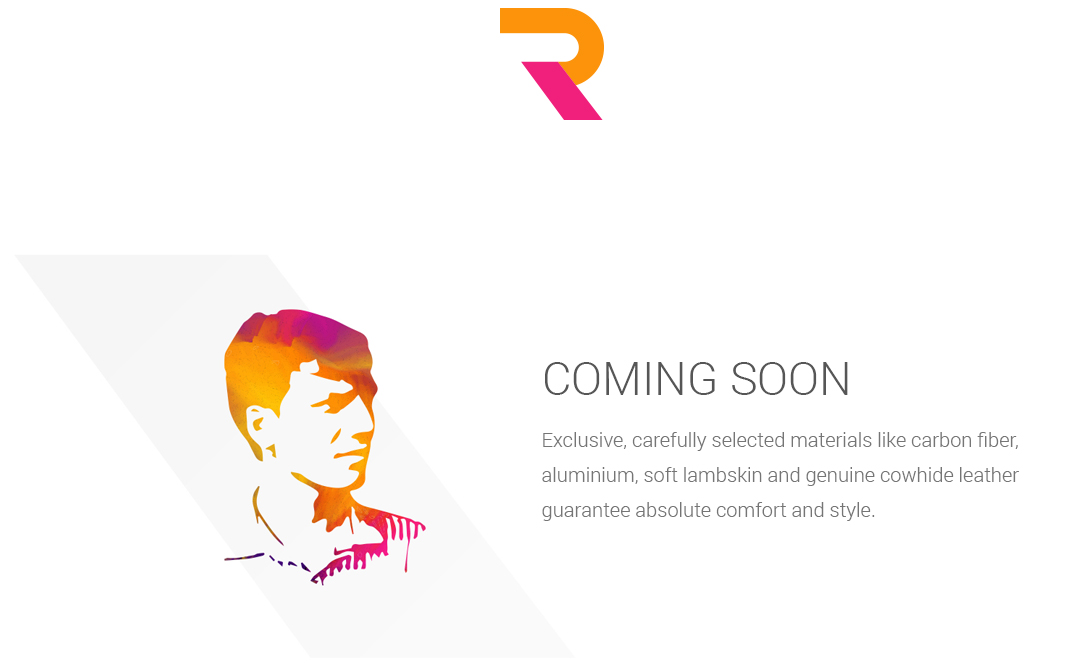 R
COMING SOON
Exclusive, carefully selected materials like carbon fiber,
aluminium, soft lambskin and genuine cowhide leather
guarantee absolute comfort and style.